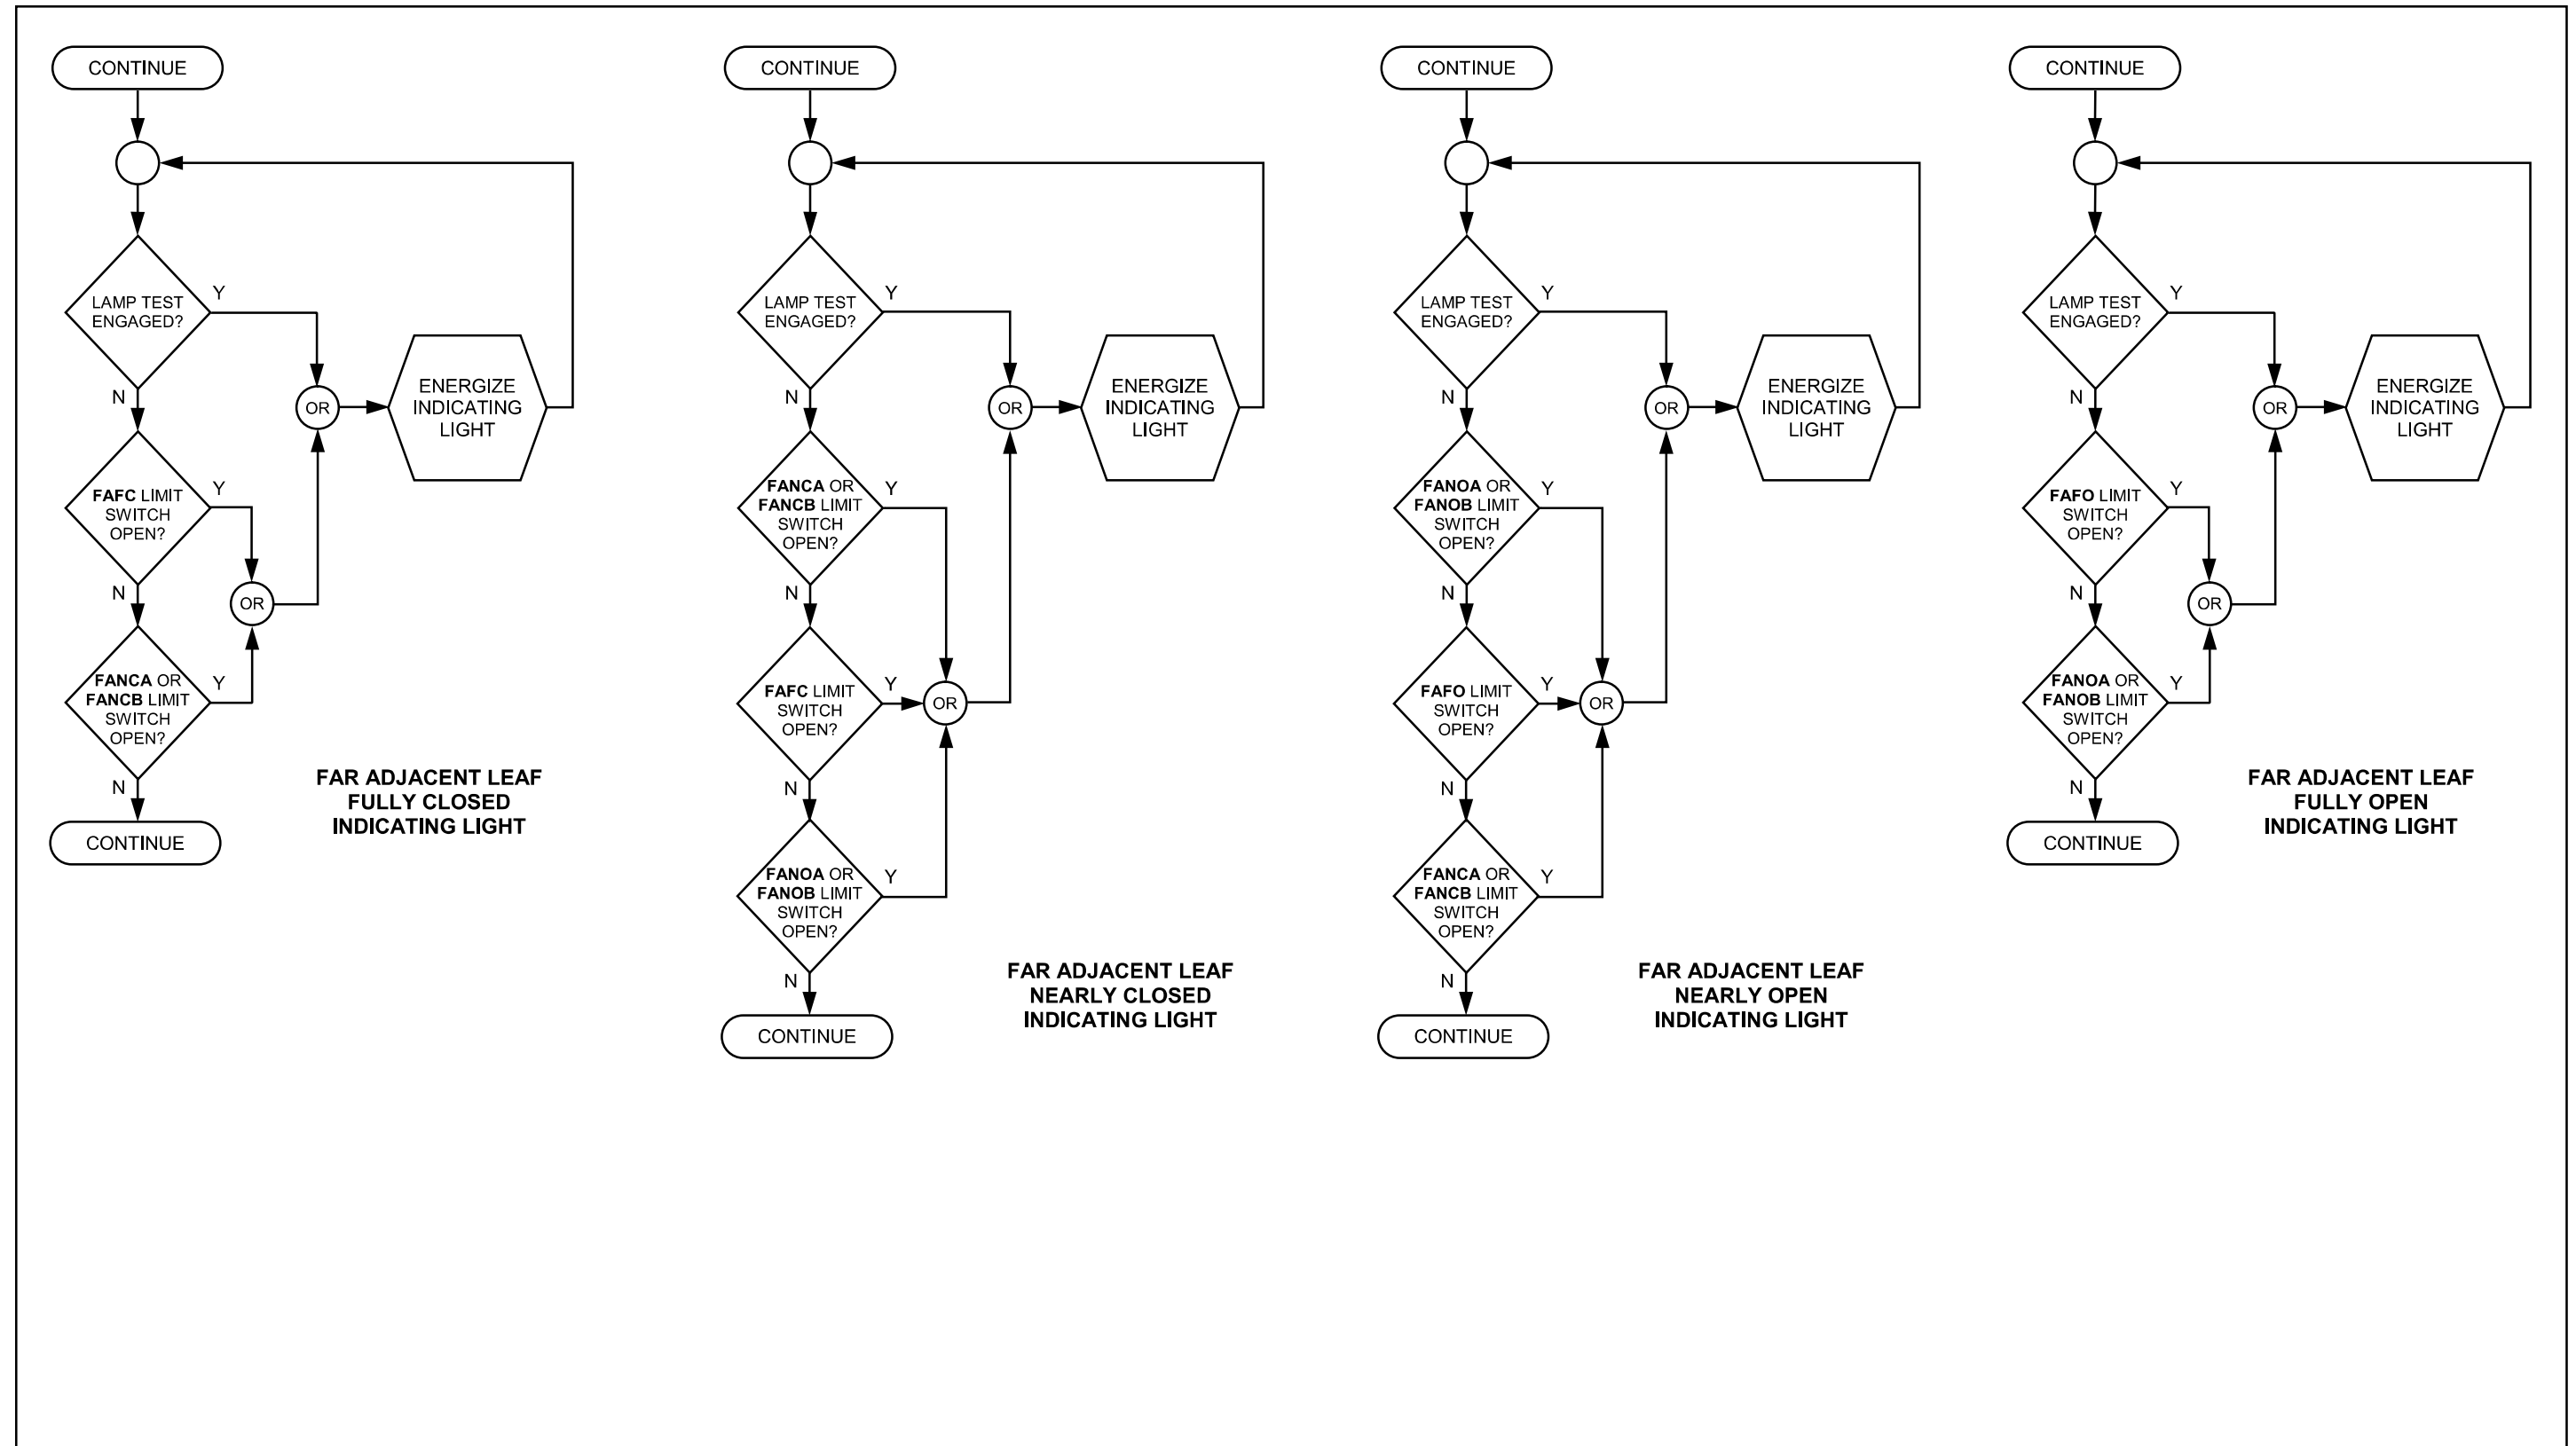 CONTINUE
LAMP TEST
ENGAGED?
Y
N
OR
ENERGIZE
INDICATING
LIGHT
FAFC LIMIT
SWITCH
OPEN?
Y
N
OR
FANCA OR
FANCB LIMIT
SWITCH
OPEN?
Y
N
CONTINUE
FAR ADJACENT LEAF
FULLY CLOSED
INDICATING LIGHT
CONTINUE
LAMP TEST
ENGAGED?
Y
N
OR
ENERGIZE
INDICATING
LIGHT
FANCA OR
FANCB LIMIT
SWITCH
OPEN?
Y
N
FAFC LIMIT
SWITCH
OPEN?
Y
N
OR
FANOA OR
FANOB LIMIT
SWITCH
OPEN?
Y
N
CONTINUE
FAR ADJACENT LEAF
NEARLY CLOSED
INDICATING LIGHT
CONTINUE
LAMP TEST
ENGAGED?
Y
N
OR
ENERGIZE
INDICATING
LIGHT
FANOA OR
FANOB LIMIT
SWITCH
OPEN?
Y
N
FAFO LIMIT
SWITCH
OPEN?
Y
N
OR
FANCA OR
FANCB LIMIT
SWITCH
OPEN?
Y
N
CONTINUE
FAR ADJACENT LEAF
NEARLY OPEN
INDICATING LIGHT
CONTINUE
LAMP TEST
ENGAGED?
Y
N
OR
ENERGIZE
INDICATING
LIGHT
FAFO LIMIT
SWITCH
OPEN?
Y
N
OR
FANOA OR
FANOB LIMIT
SWITCH
OPEN?
Y
N
CONTINUE
FAR ADJACENT LEAF
FULLY OPEN
INDICATING LIGHT